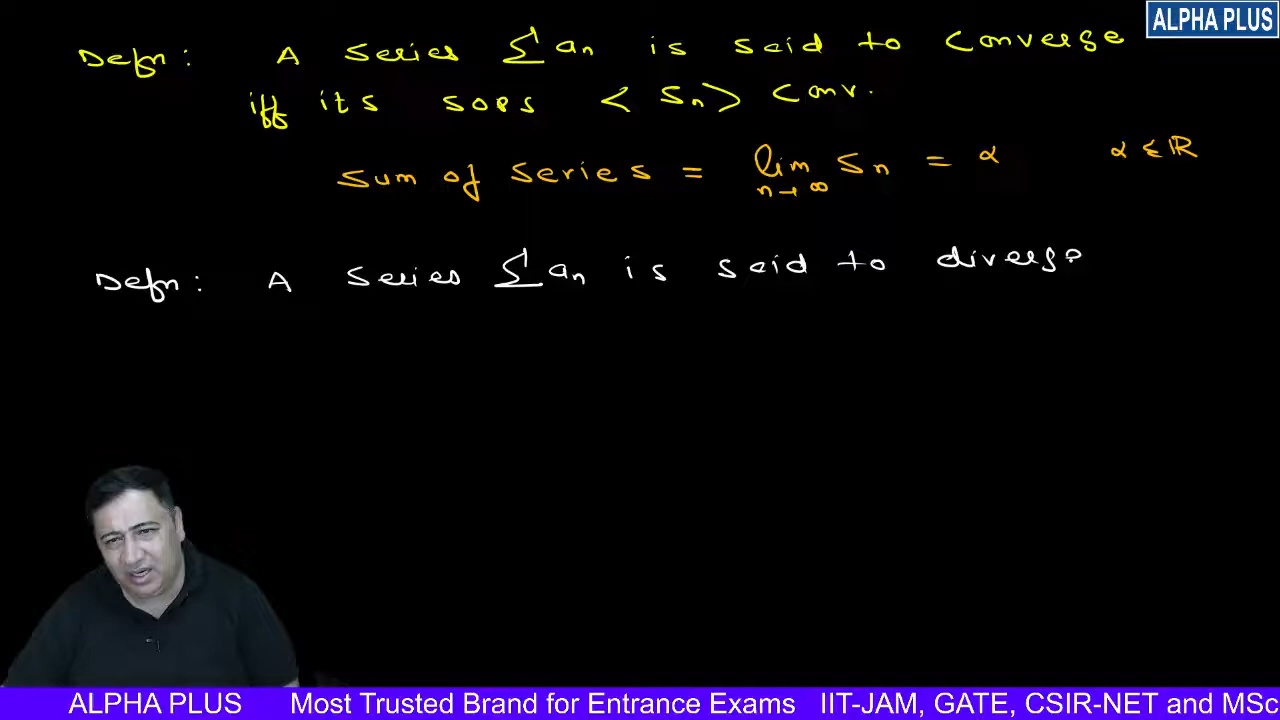 ALPHA PLUS
Defn: A series ∑ an is said to converge
iff its sops < Sn > conv.
sum of series = lim n→∞ Sn = α α ∈ ℝ
Defn: A series ∑ an is said to diverge
ALPHA PLUS Most Trusted Brand for Entrance Exams IIT-JAM, GATE, CSIR-NET and MSc